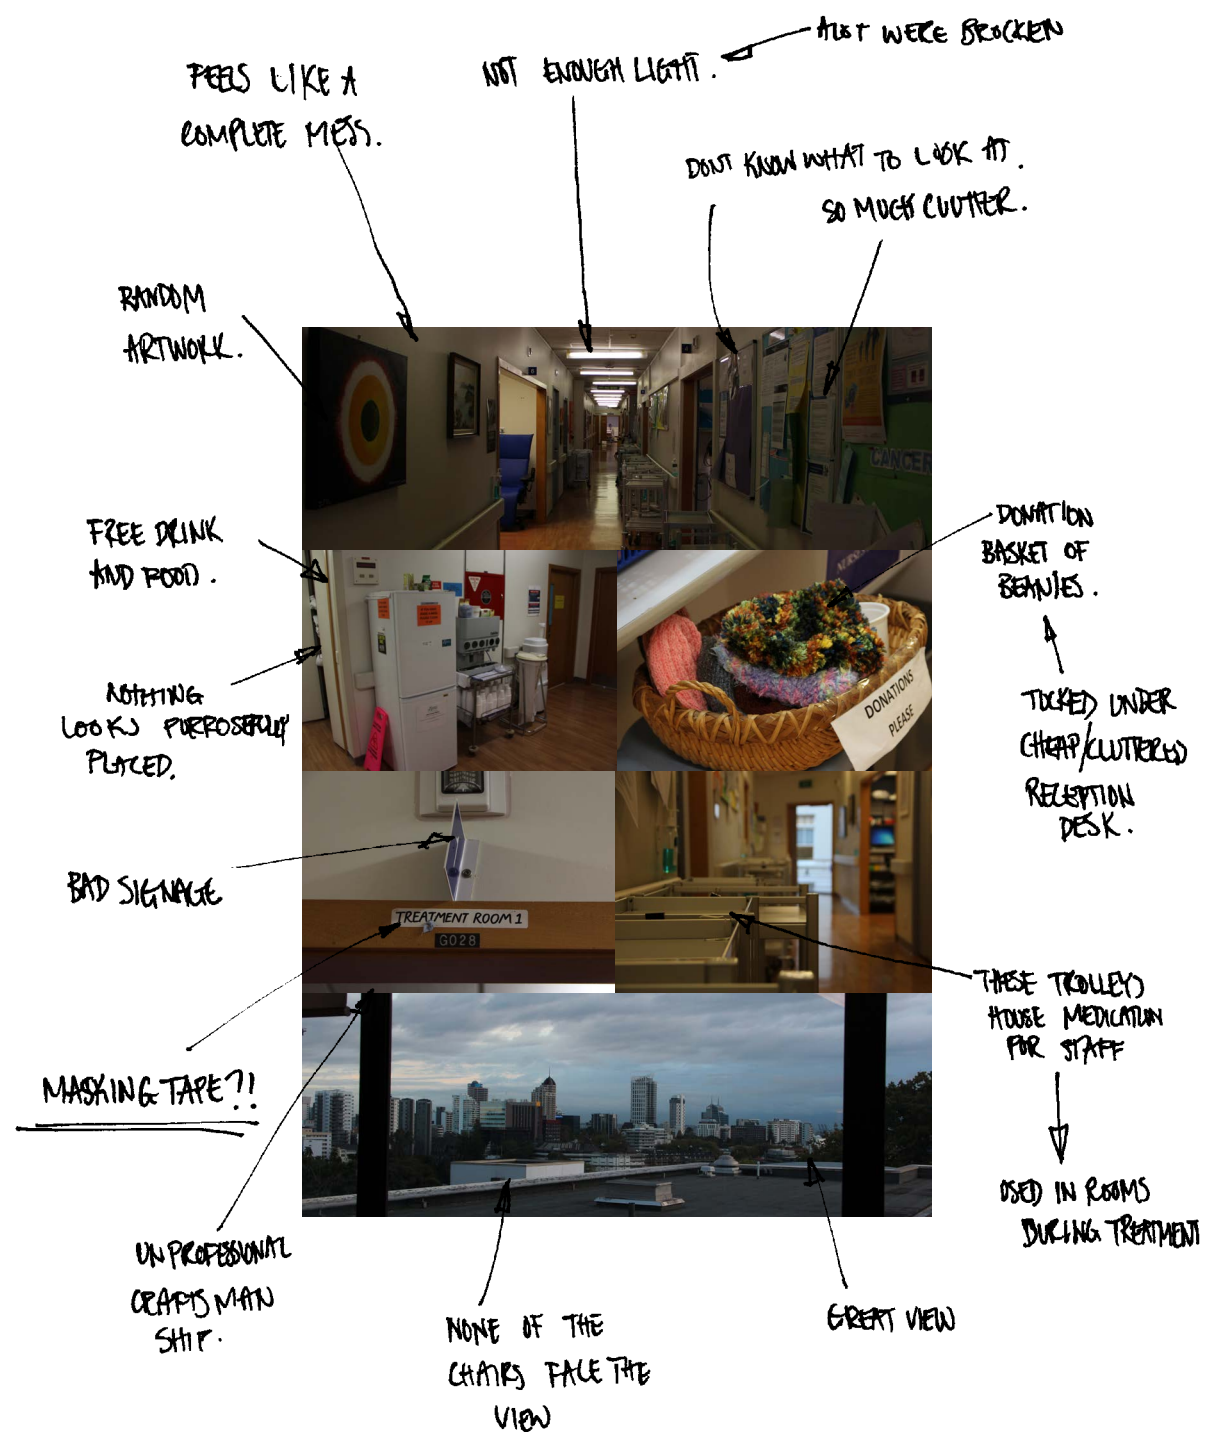 ALOT WERE BROCKEN
NOT ENOUGH LIGHT.
FEELS LIKE A
COMPLETE MESS.
DONT KNOW WHAT TO LOOK AT.
SO MUCH CLUTTER.
RANDOM
ARTWORK.
CANCER
FREE DRINK
AND FOOD.
DONATION
BASKET OF
BEANIES.
NOTHING
LOOKS PURPOSEFULLY
PLACED.
DONATIONS
PLEASE
TUCKED UNDER
CHEAP/CLUTTERED
RECEPTION
DESK.
BAD SIGNAGE
TREATMENT ROOM 1
G028
THESE TROLLEYS
HOUSE MEDICATION
FOR STAFF
MASKING TAPE?!
USED IN ROOMS
DURING TREATMENT
UNPROFESSIONAL
CRAFTSMAN
SHIP.
NONE OF THE
CHAIRS FACE THE
VIEW
GREAT VIEW